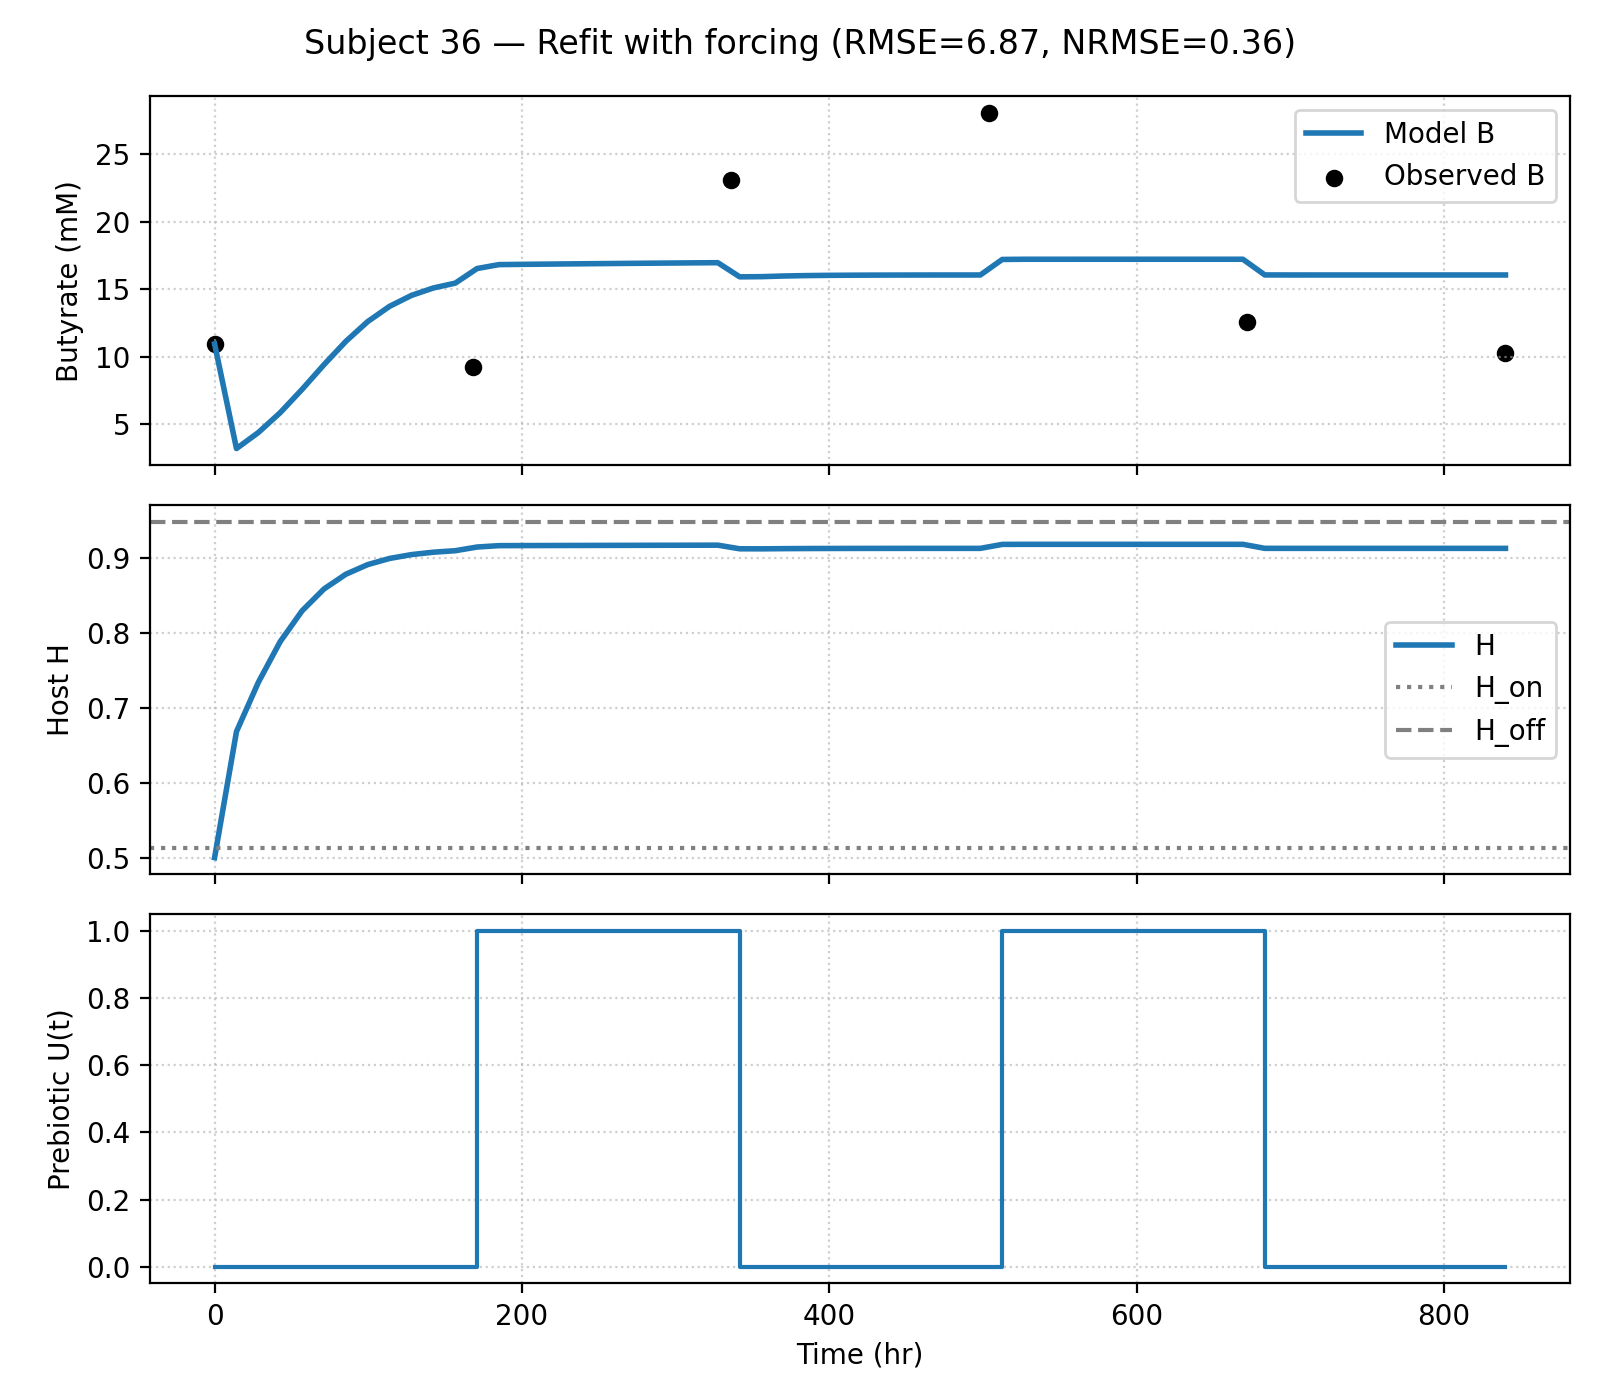 Subject 36 — Refit with forcing (RMSE=6.87, NRMSE=0.36)
Butyrate (mM)
25
20
15
10
5
Model B
Observed B
Host H
0.9
0.8
0.7
0.6
0.5
H
H_on
H_off
Prebiotic U(t)
1.0
0.8
0.6
0.4
0.2
0.0
0 200 400 600 800
Time (hr)